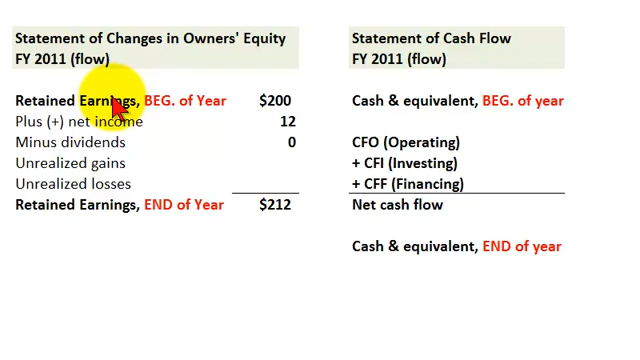 Statement of Changes in Owners' Equity
FY 2011 (flow)
Retained Earnings, BEG. of Year $200
Plus (+) net income 12
Minus dividends 0
Unrealized gains
Unrealized losses
Retained Earnings, END of Year $212
Statement of Cash Flow
FY 2011 (flow)
Cash & equivalent, BEG. of year
CFO (Operating)
+ CFI (Investing)
+ CFF (Financing)
Net cash flow
Cash & equivalent, END of year